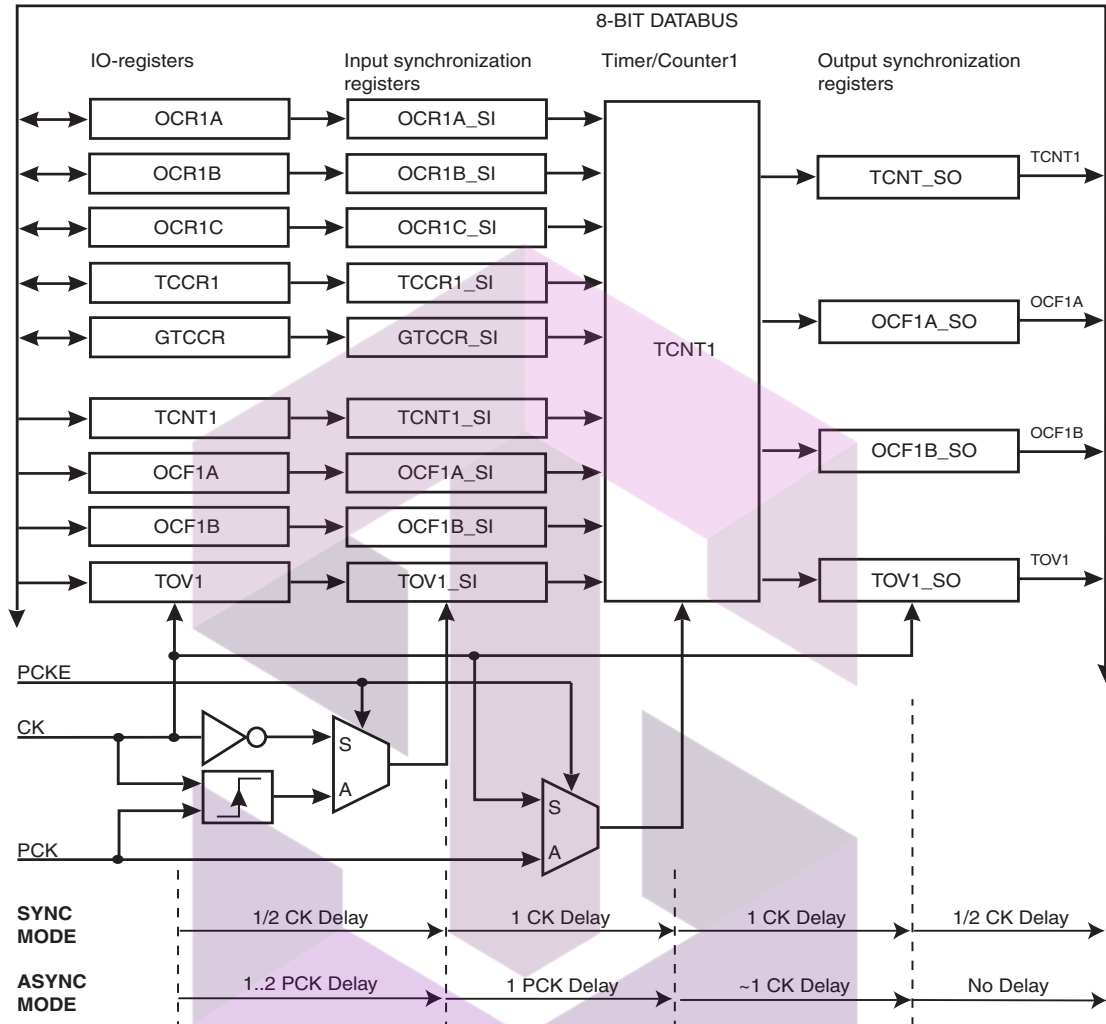 8-BIT DATABUS
IO-registers
Input synchronization
registers
Timer/Counter1
Output synchronization
registers
OCR1A
OCR1A_SI
OCR1B
OCR1B_SI
TCNT_SO
TCNT1
OCR1C
OCR1C_SI
TCCR1
TCCR1_SI
GTCCR
GTCCR_SI
TCNT1
OCF1A_SO
OCF1A
TCNT1
TCNT1_SI
OCF1A
OCF1A_SI
OCF1B_SO
OCF1B
OCF1B
OCF1B_SI
TOV1
TOV1_SI
TOV1_SO
TOV1
PCKE
CK
S
A
S
A
PCK
SYNC
MODE
1/2 CK Delay
1 CK Delay
1 CK Delay
1/2 CK Delay
ASYNC
MODE
1..2 PCK Delay
1 PCK Delay
~1 CK Delay
No Delay